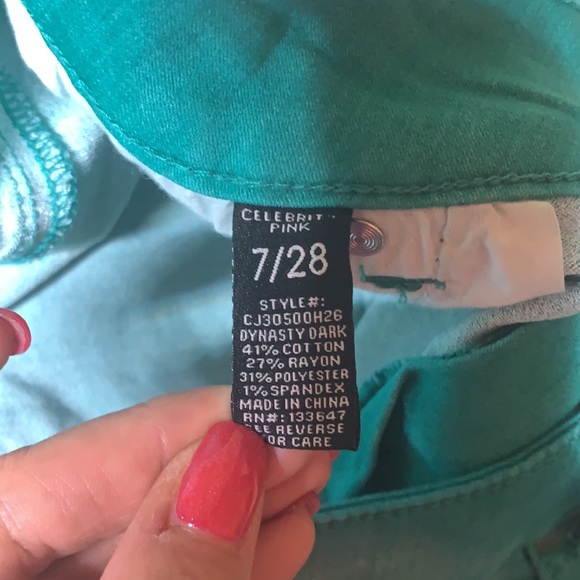 CELEBRITY
PINK
7/28
STYLE#:
CJ30500H26
DYNASTY DARK
41% COTTON
27% RAYON
31% POLYESTER
1% SPANDEX
MADE IN CHINA
RN#: 133647
SEE REVERSE
FOR CARE